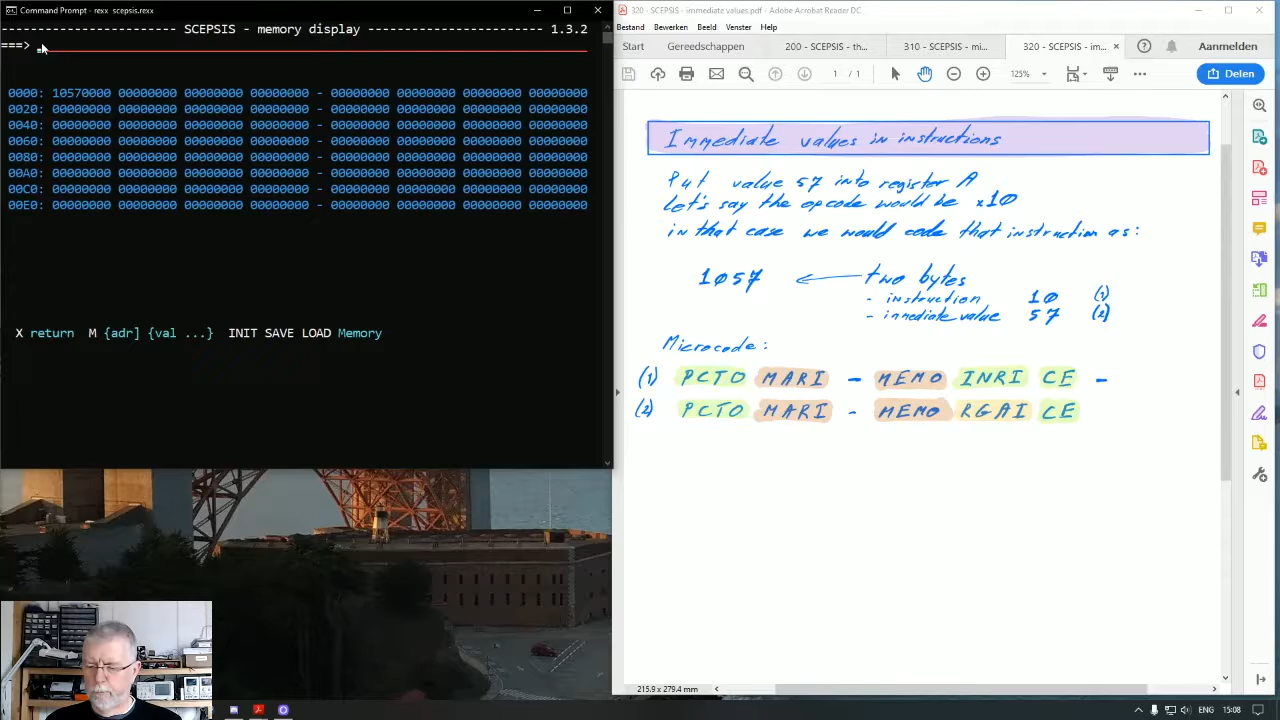 Command Prompt - rexx scepsis.rexx
---------------------- SCEPSIS - memory display ---------------------- 1.3.2
===> _
0000: 10570000 00000000 00000000 00000000 - 00000000 00000000 00000000 00000000
0020: 00000000 00000000 00000000 00000000 - 00000000 00000000 00000000 00000000
0040: 00000000 00000000 00000000 00000000 - 00000000 00000000 00000000 00000000
0060: 00000000 00000000 00000000 00000000 - 00000000 00000000 00000000 00000000
0080: 00000000 00000000 00000000 00000000 - 00000000 00000000 00000000 00000000
00A0: 00000000 00000000 00000000 00000000 - 00000000 00000000 00000000 00000000
00C0: 00000000 00000000 00000000 00000000 - 00000000 00000000 00000000 00000000
00E0: 00000000 00000000 00000000 00000000 - 00000000 00000000 00000000 00000000
X return M {adr] {val ...} INIT SAVE LOAD Memory
320 - SCEPSIS - immediate values.pdf - Adobe Acrobat Reader DC
Bestand Bewerken Beeld Venster Help
Start Gereedschappen 200 - SCEPSIS - th... 310 - SCEPSIS - mi... 320 - SCEPSIS - im... × Aanmelden
1 / 1 125% Delen
Immediate values in instructions
Put value 57 into register A
Let's say the opcode would be x10
in that case we would code that instruction as:
1057 ← two bytes
- instruction 10 (1)
- immediate value 57 (2)
Microcode:
(1) PCTO MARI - MEMO INRI CE -
(2) PCTO MARI - MEMO RGAI CE
215.9 x 279.4 mm
ENG 15:08